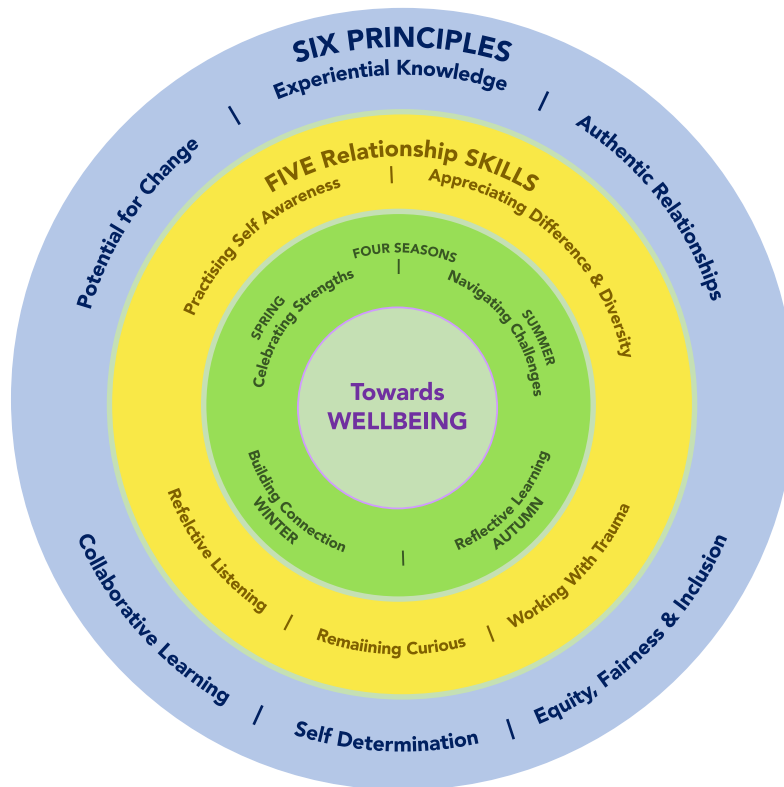 SIX PRINCIPLES
Experiential Knowledge
Authentic Relationships
Equity, Fairness & Inclusion
Self Determination
Collaborative Learning
Potential for Change
FIVE Relationship SKILLS
Appreciating Difference & Diversity
Working With Trauma
Remaiining Curious
Refelctive Listening
Practising Self Awareness
FOUR SEASONS
SPRING
Celebrating Strengths
SUMMER
Navigating Challenges
Reflective Learning
AUTUMN
Building Connection
WINTER
Towards
WELLBEING